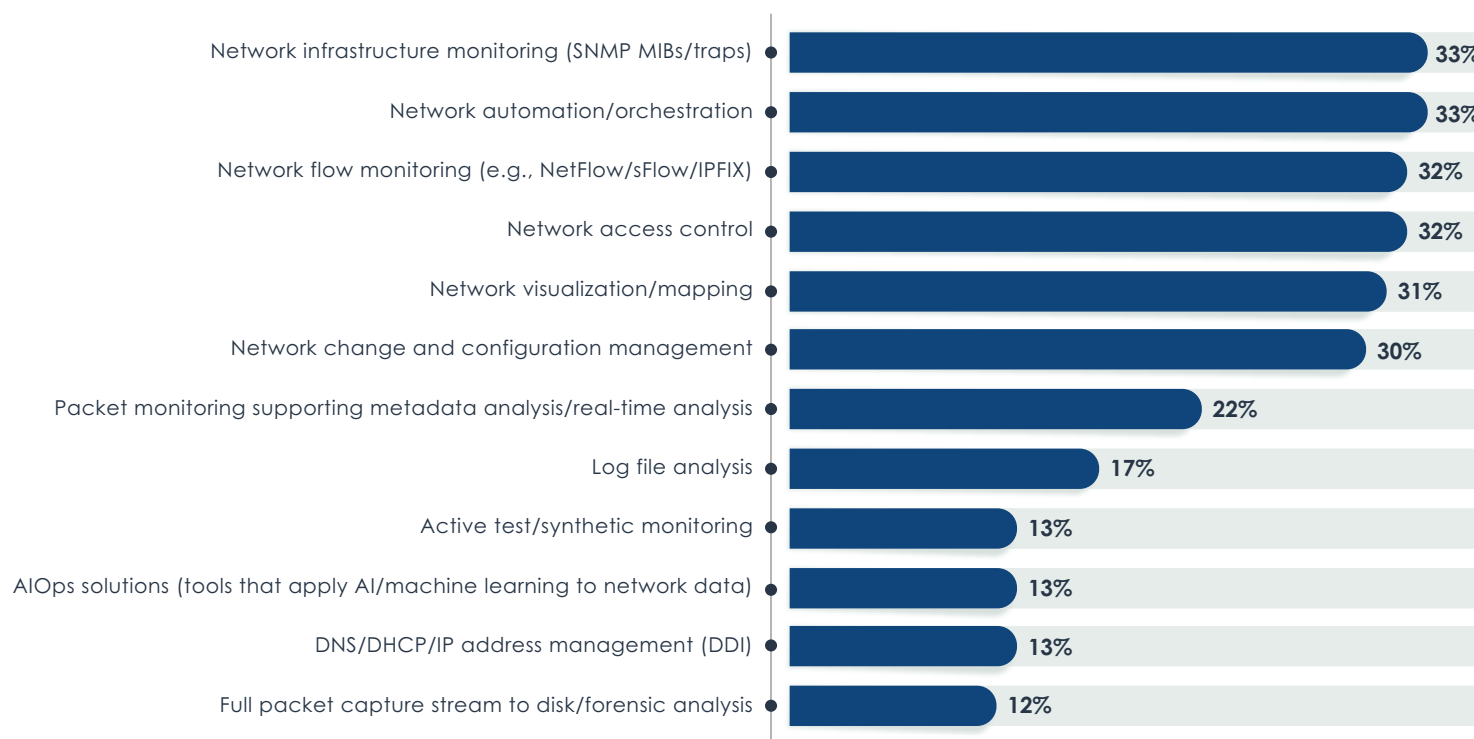 Network infrastructure monitoring (SNMP MIBs/traps) 33%
Network automation/orchestration 33%
Network flow monitoring (e.g., NetFlow/sFlow/IPFIX) 32%
Network access control 32%
Network visualization/mapping 31%
Network change and configuration management 30%
Packet monitoring supporting metadata analysis/real-time analysis 22%
Log file analysis 17%
Active test/synthetic monitoring 13%
AIOps solutions (tools that apply AI/machine learning to network data) 13%
DNS/DHCP/IP address management (DDI) 13%
Full packet capture stream to disk/forensic analysis 12%